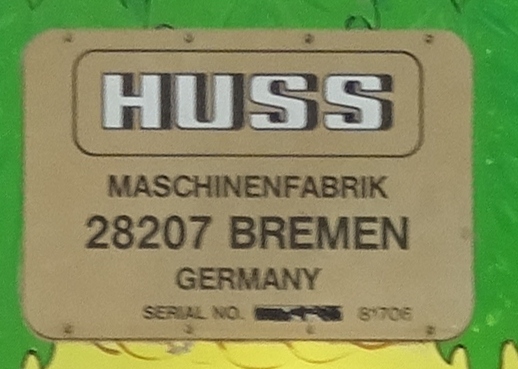 HUSS
MASCHINENFABRIK
28207 BREMEN
GERMANY
SERIAL NO. 81706